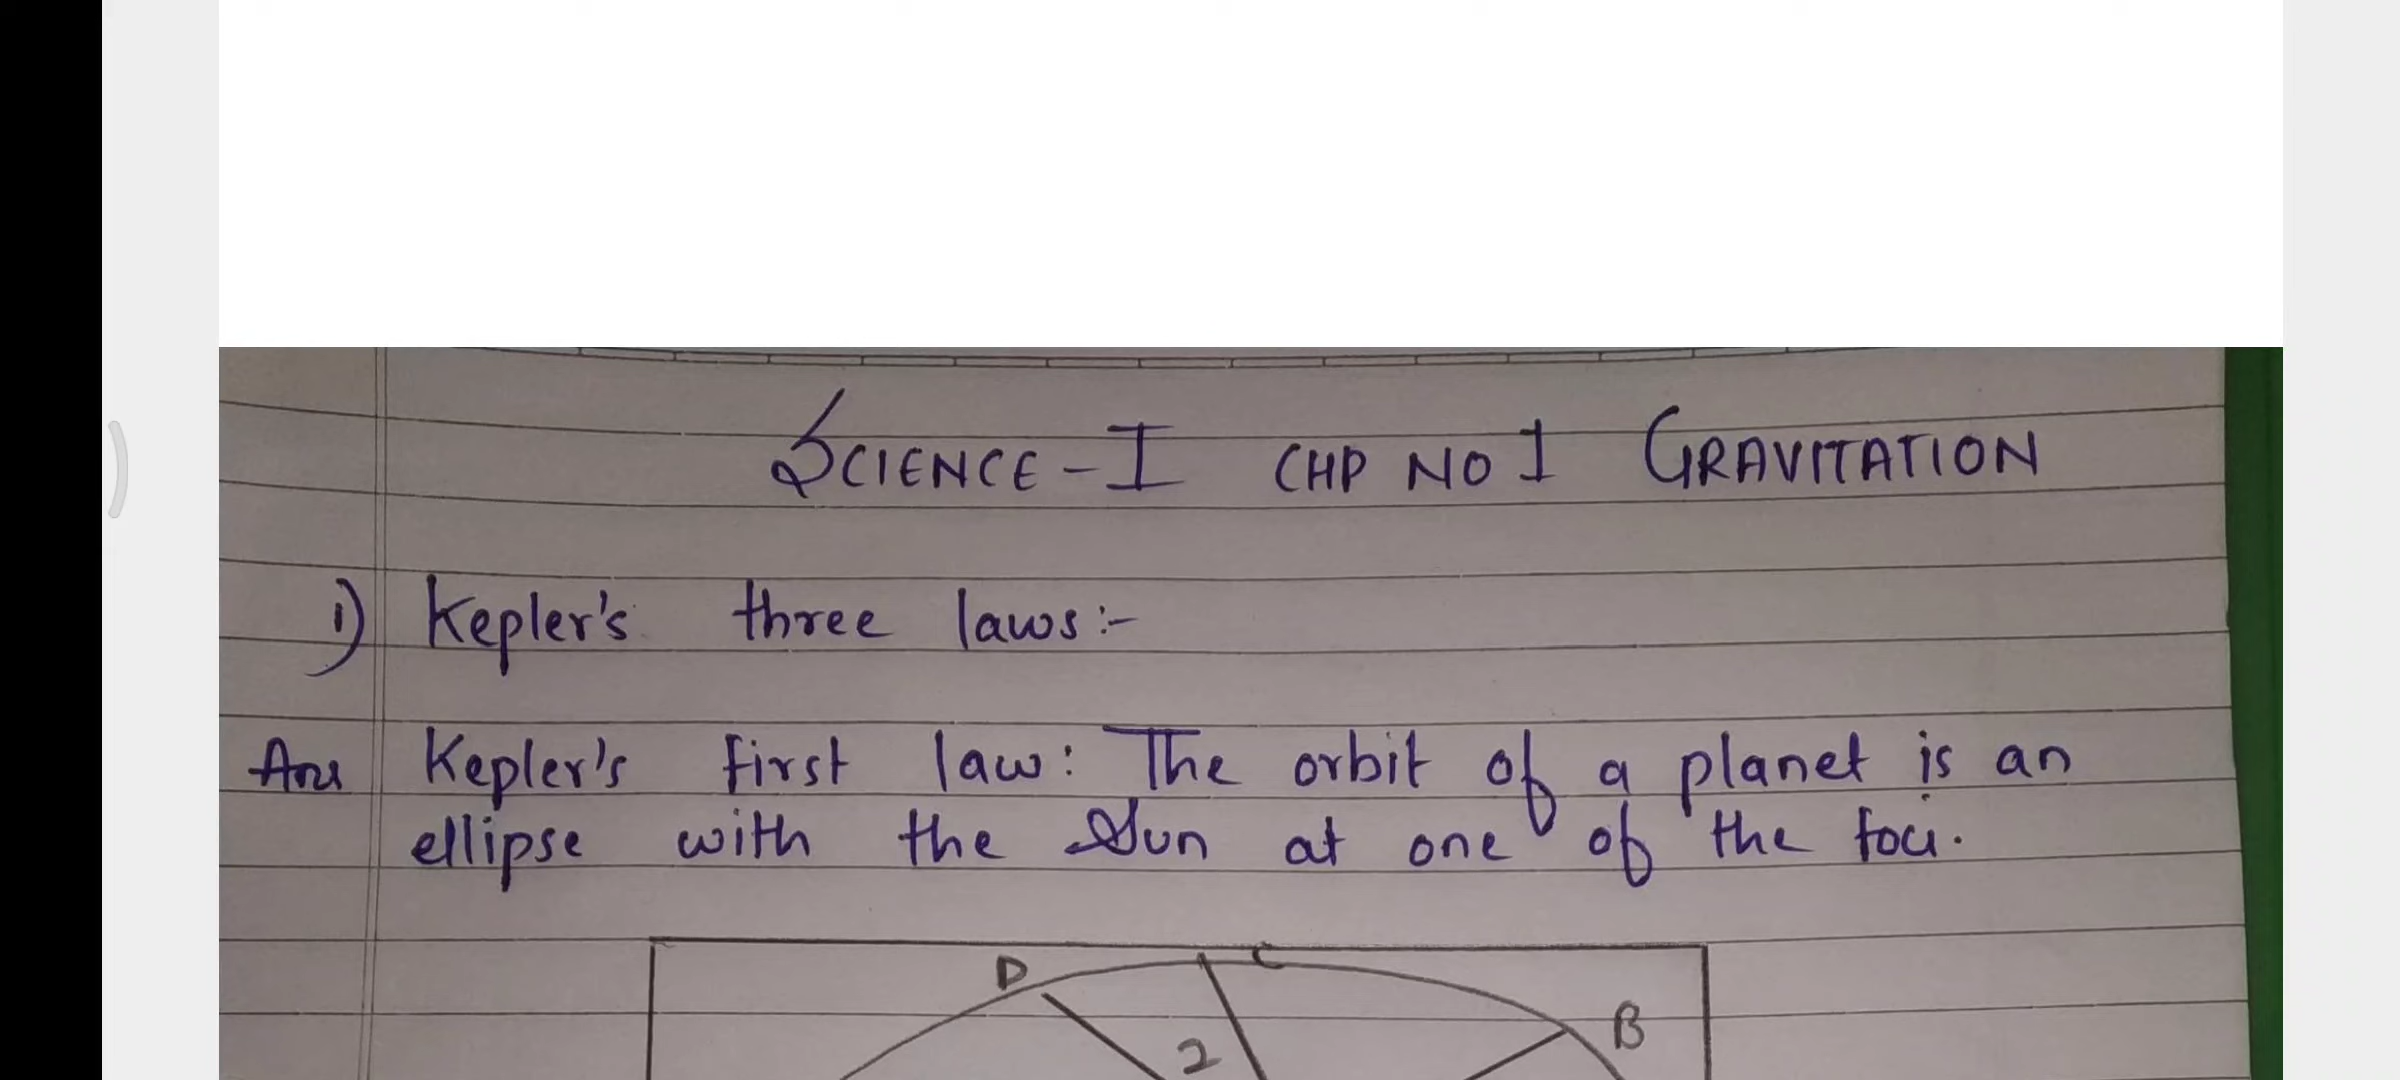 SCIENCE-I CHP NO I GRAVITATION
1) Kepler's three laws:-
Ans Kepler's first law: The orbit of a planet is an
ellipse with the Sun at one of the foci.
D C
B
2